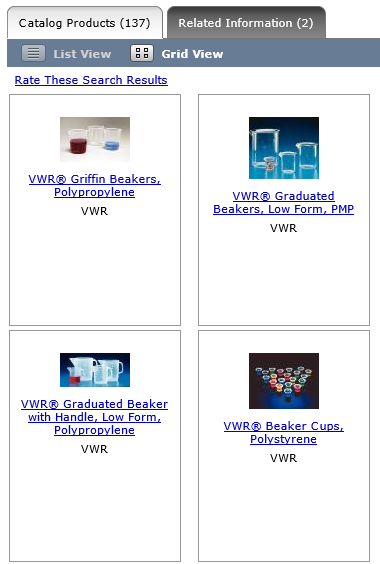 Catalog Products (137)
Related Information (2)
List View
Grid View
Rate These Search Results
VWR® Griffin Beakers,
Polypropylene
VWR
VWR® Graduated
Beakers, Low Form, PMP
VWR
VWR® Graduated Beaker
with Handle, Low Form,
Polypropylene
VWR
VWR® Beaker Cups,
Polystyrene
VWR